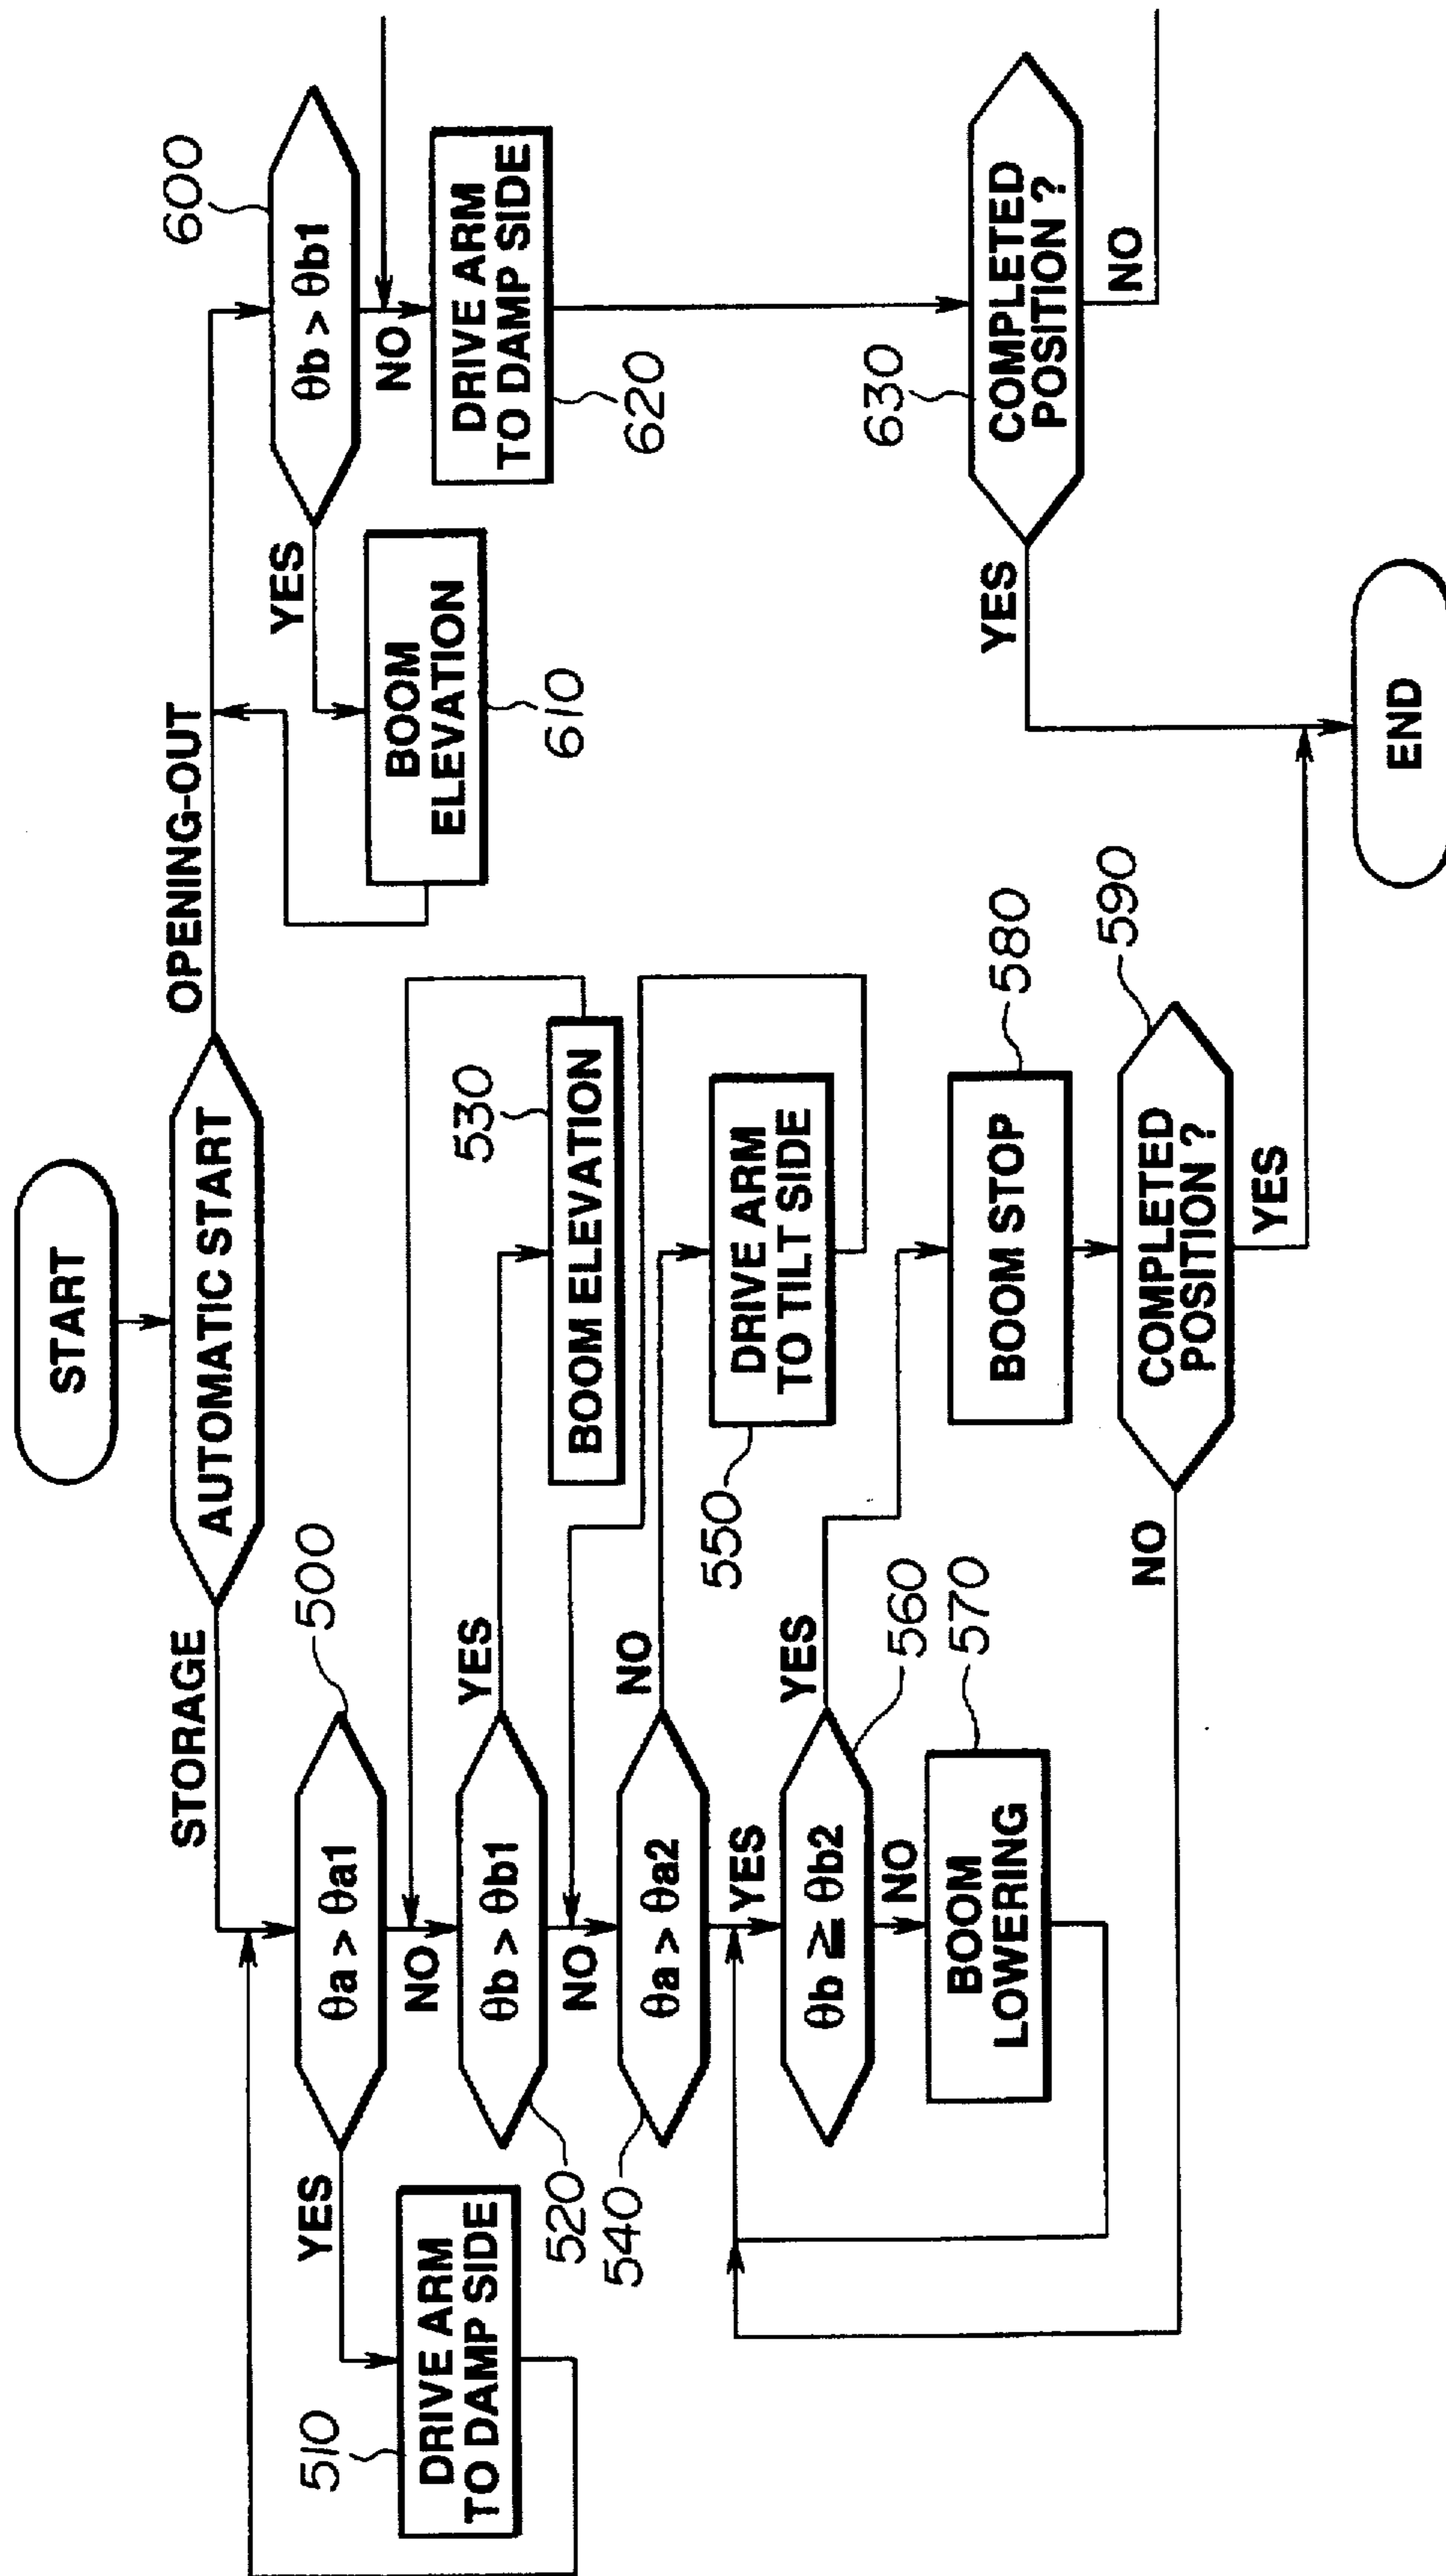 START
AUTOMATIC START
STORAGE
OPENING-OUT
500
θa > θa1
YES
NO
510
DRIVE ARM
TO DAMP SIDE
520
θb > θb1
YES
NO
530
BOOM ELEVATION
540
θa > θa2
NO
YES
550
DRIVE ARM
TO TILT SIDE
560
θb ≧ θb2
YES
NO
570
BOOM
LOWERING
580
BOOM STOP
590
COMPLETED
POSITION ?
NO
YES
600
θb > θb1
YES
NO
610
BOOM
ELEVATION
620
DRIVE ARM
TO DAMP SIDE
630
COMPLETED
POSITION ?
YES
NO
END